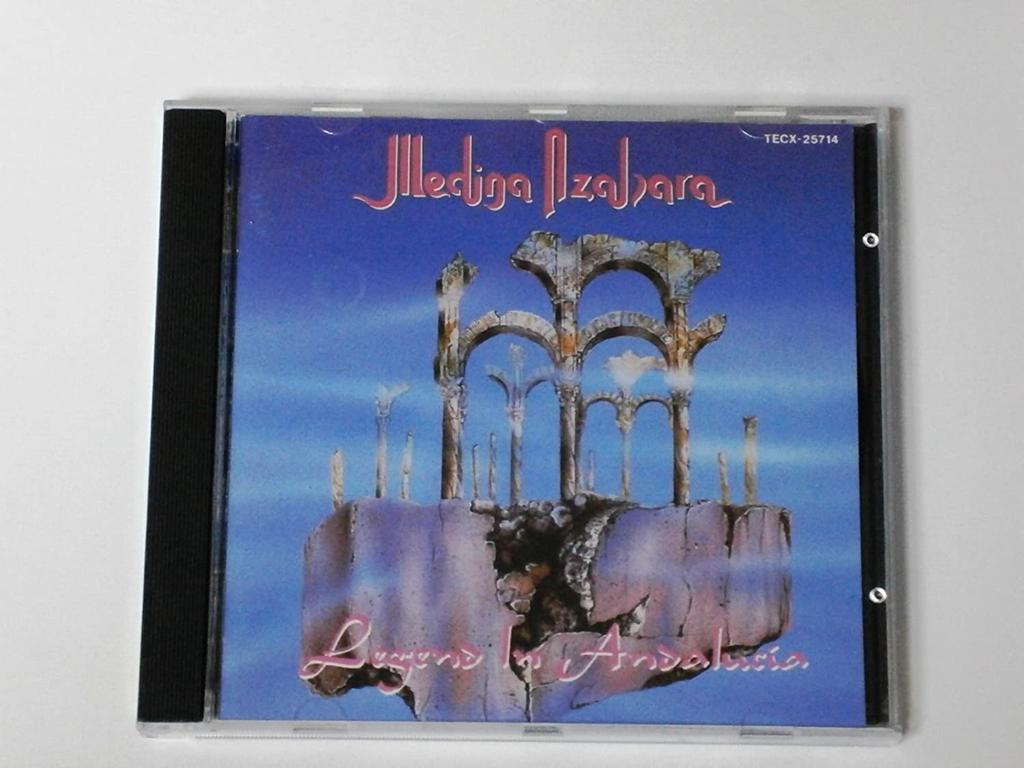 TECX-25714
Medina Azahara
Legend In Andalucía